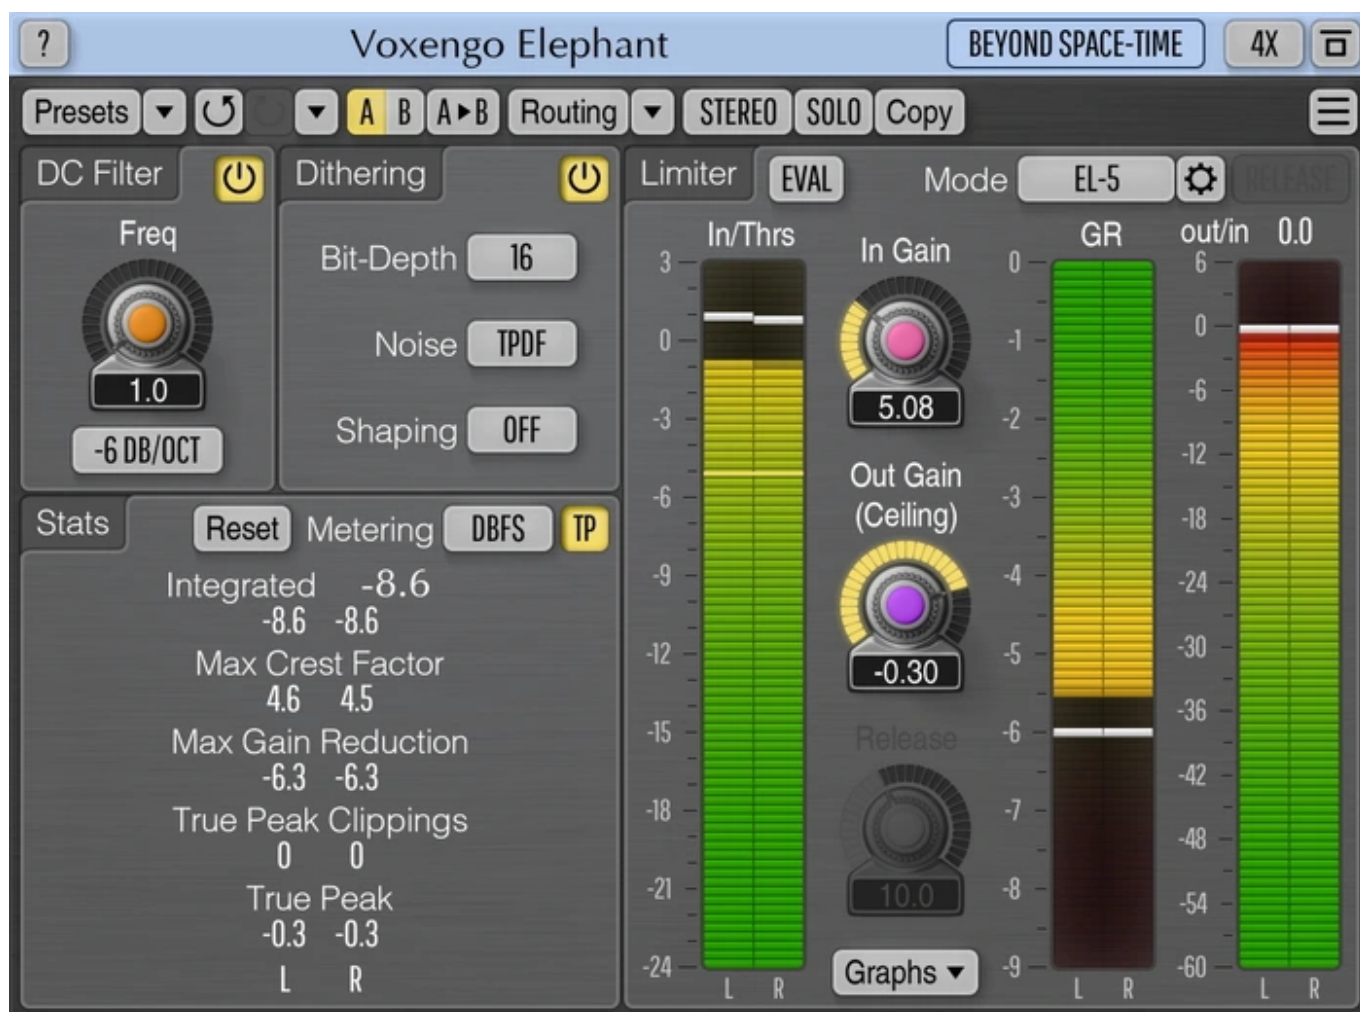 ? Voxengo Elephant BEYOND SPACE-TIME 4X
Presets A B A▸B Routing STEREO SOLO Copy
DC Filter
Freq
1.0
-6 DB/OCT
Dithering
Bit-Depth 16
Noise TPDF
Shaping OFF
Stats Reset Metering DBFS TP
Integrated -8.6
-8.6 -8.6
Max Crest Factor
4.6 4.5
Max Gain Reduction
-6.3 -6.3
True Peak Clippings
0 0
True Peak
-0.3 -0.3
L R
Limiter EVAL Mode EL-5 RELEASE
In/Thrs
3
0
-3
-6
-9
-12
-15
-18
-21
-24
L R
In Gain
5.08
Out Gain
(Ceiling)
-0.30
Release
10.0
Graphs
GR
0
-1
-2
-3
-4
-5
-6
-7
-8
-9
L R
out/in 0.0
6
0
-6
-12
-18
-24
-30
-36
-42
-48
-54
-60
L R